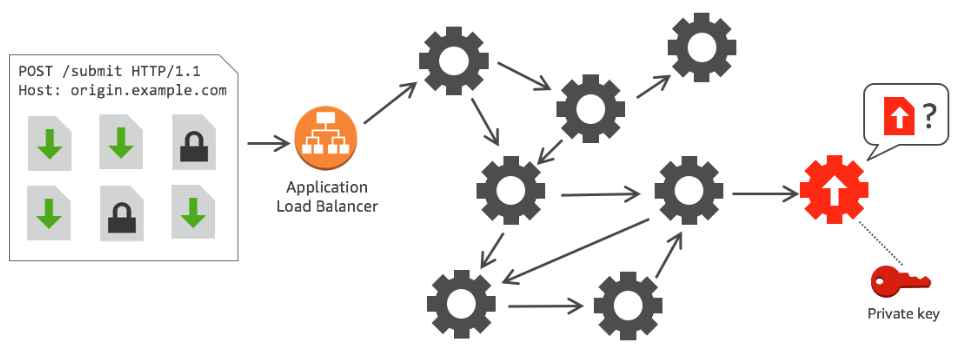 POST /submit HTTP/1.1
Host: origin.example.com
Application
Load Balancer
?
Private key